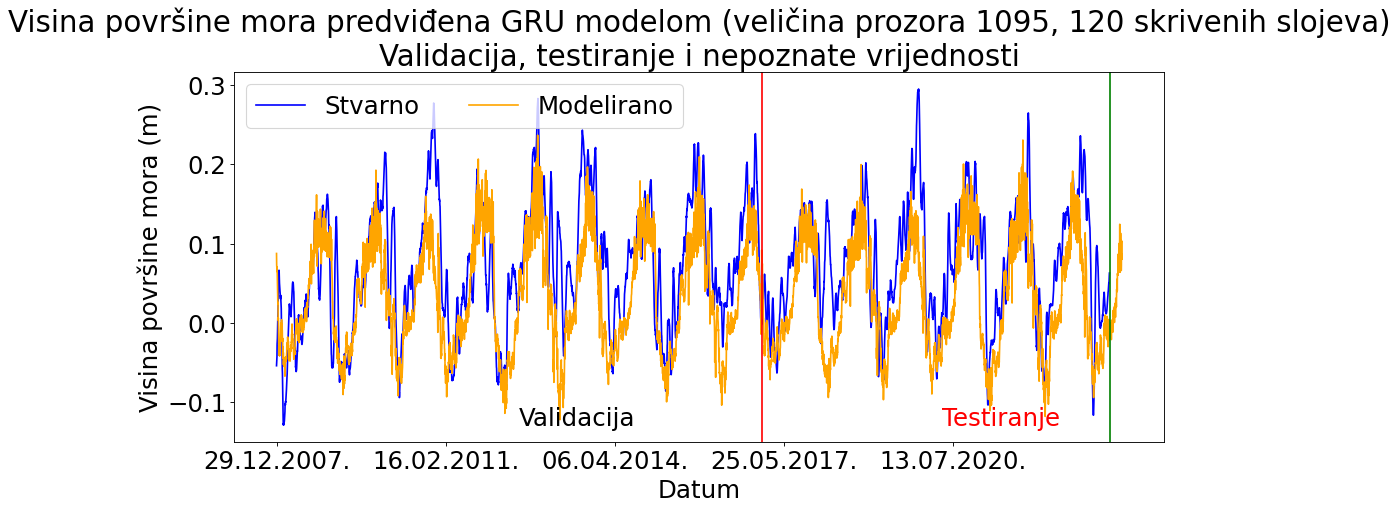 Visina površine mora predviđena GRU modelom (veličina prozora 1095, 120 skrivenih slojeva)
Validacija, testiranje i nepoznate vrijednosti
Stvarno
Modelirano
Visina površine mora (m)
0.3
0.2
0.1
0.0
−0.1
Validacija
Testiranje
29.12.2007.
16.02.2011.
06.04.2014.
25.05.2017.
13.07.2020.
Datum